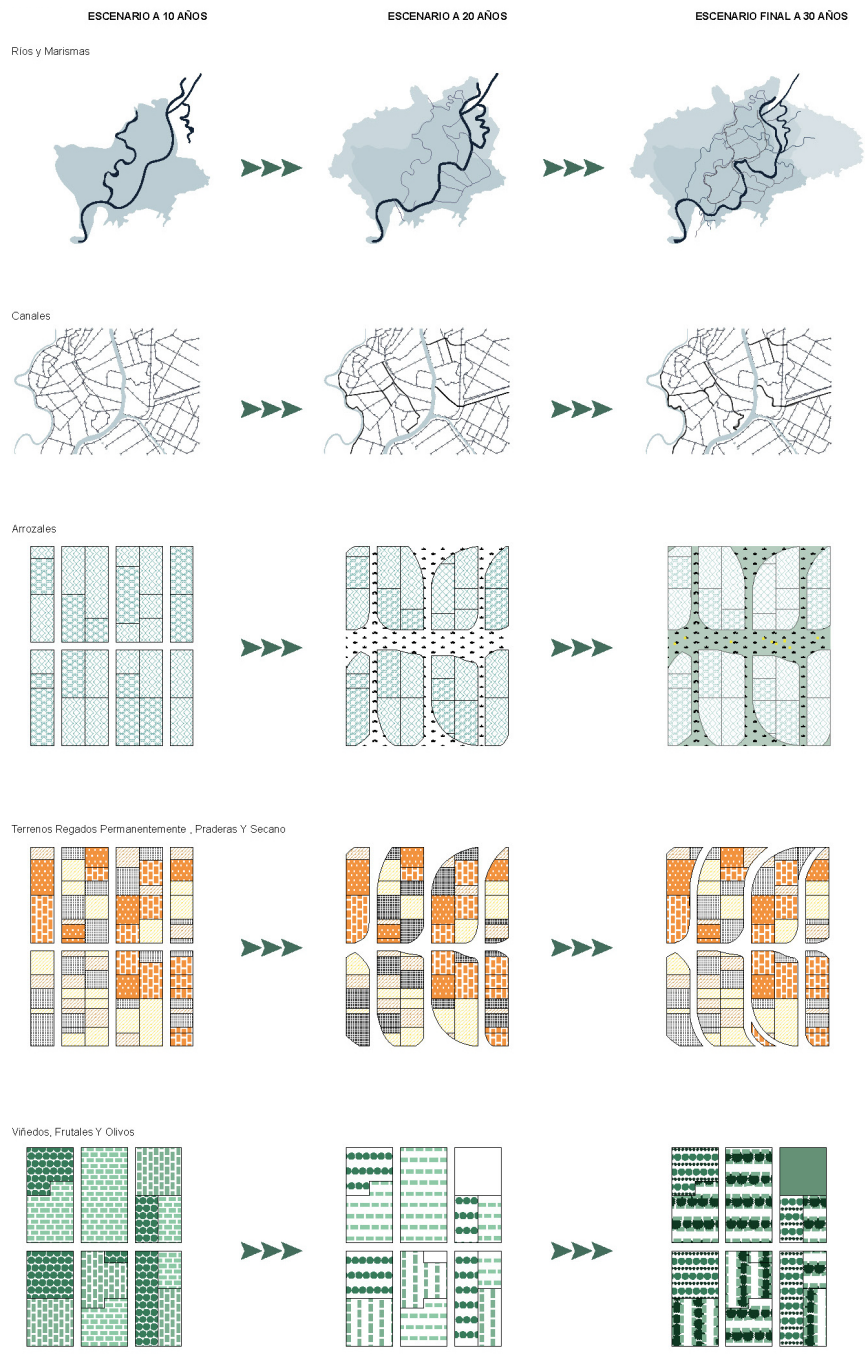 ESCENARIO A 10 AÑOS
ESCENARIO A 20 AÑOS
ESCENARIO FINAL A 30 AÑOS
Ríos y Marismas
Canales
Arrozales
Terrenos Regados Permanentemente , Praderas Y Secano
Viñedos, Frutales Y Olivos